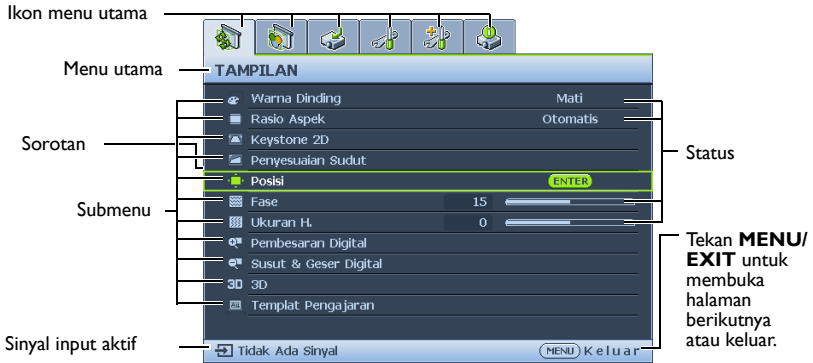 Ikon menu utama
Menu utama
TAMPILAN
Warna Dinding Mati
Rasio Aspek Otomatis
Keystone 2D
Penyesuaian Sudut
Posisi ENTER
Fase 15
Ukuran H. 0
Pembesaran Digital
Susut & Geser Digital
3D 3D
Templat Pengajaran
Tidak Ada Sinyal MENU Keluar
Sorotan
Submenu
Sinyal input aktif
Status
Tekan MENU/
EXIT untuk
membuka
halaman
berikutnya
atau keluar.